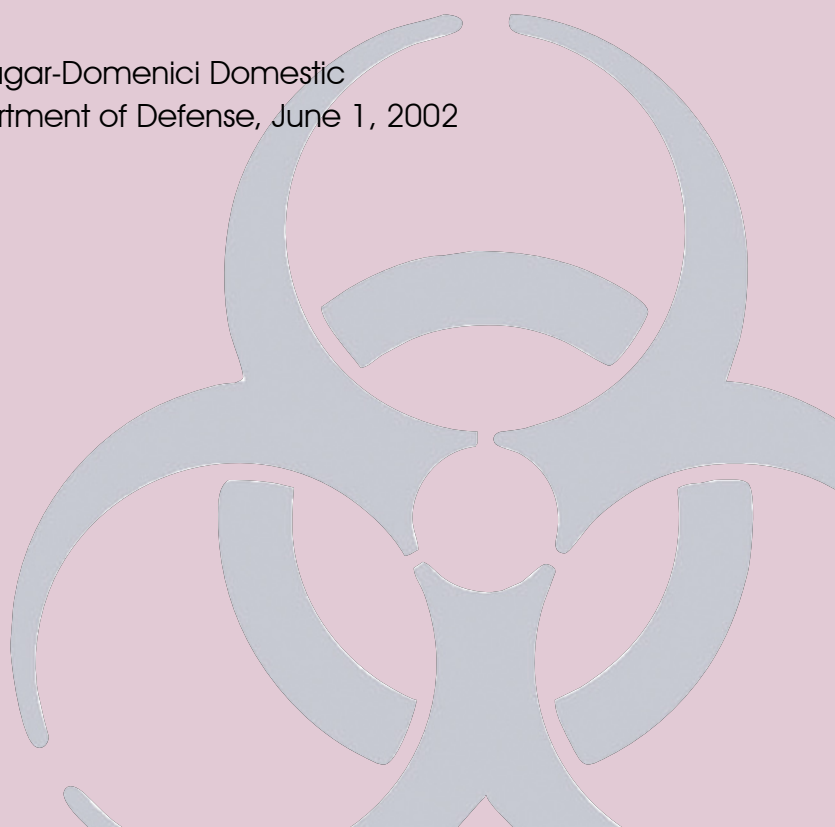 ugar-Domenici Domestic
rtment of Defense, June 1, 2002